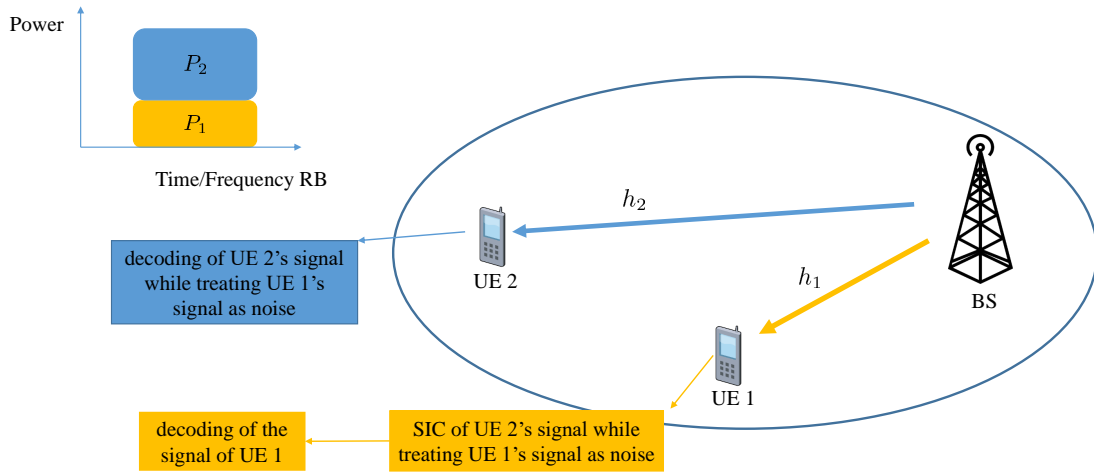 Power
P₂
P₁
Time/Frequency RB
h₂
decoding of UE 2's signal
while treating UE 1's
signal as noise
UE 2
h₁
BS
UE 1
decoding of the
signal of UE 1
SIC of UE 2's signal while
treating UE 1's signal as noise